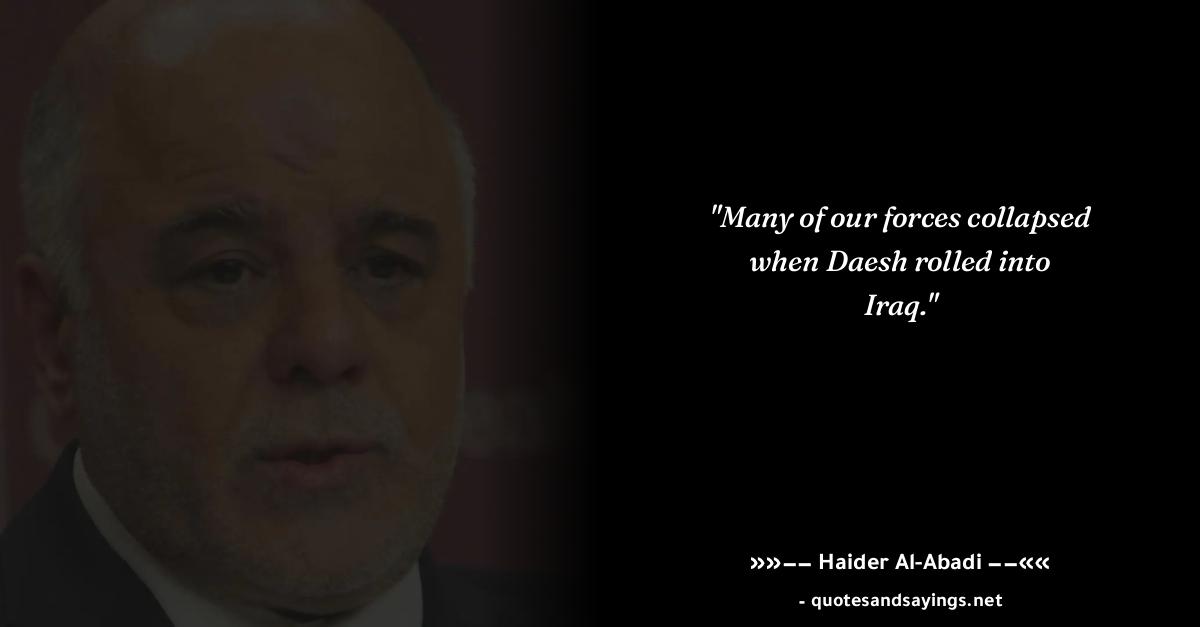 "Many of our forces collapsed
when Daesh rolled into
Iraq."
»»−− Haider Al-Abadi −−««
- quotesandsayings.net